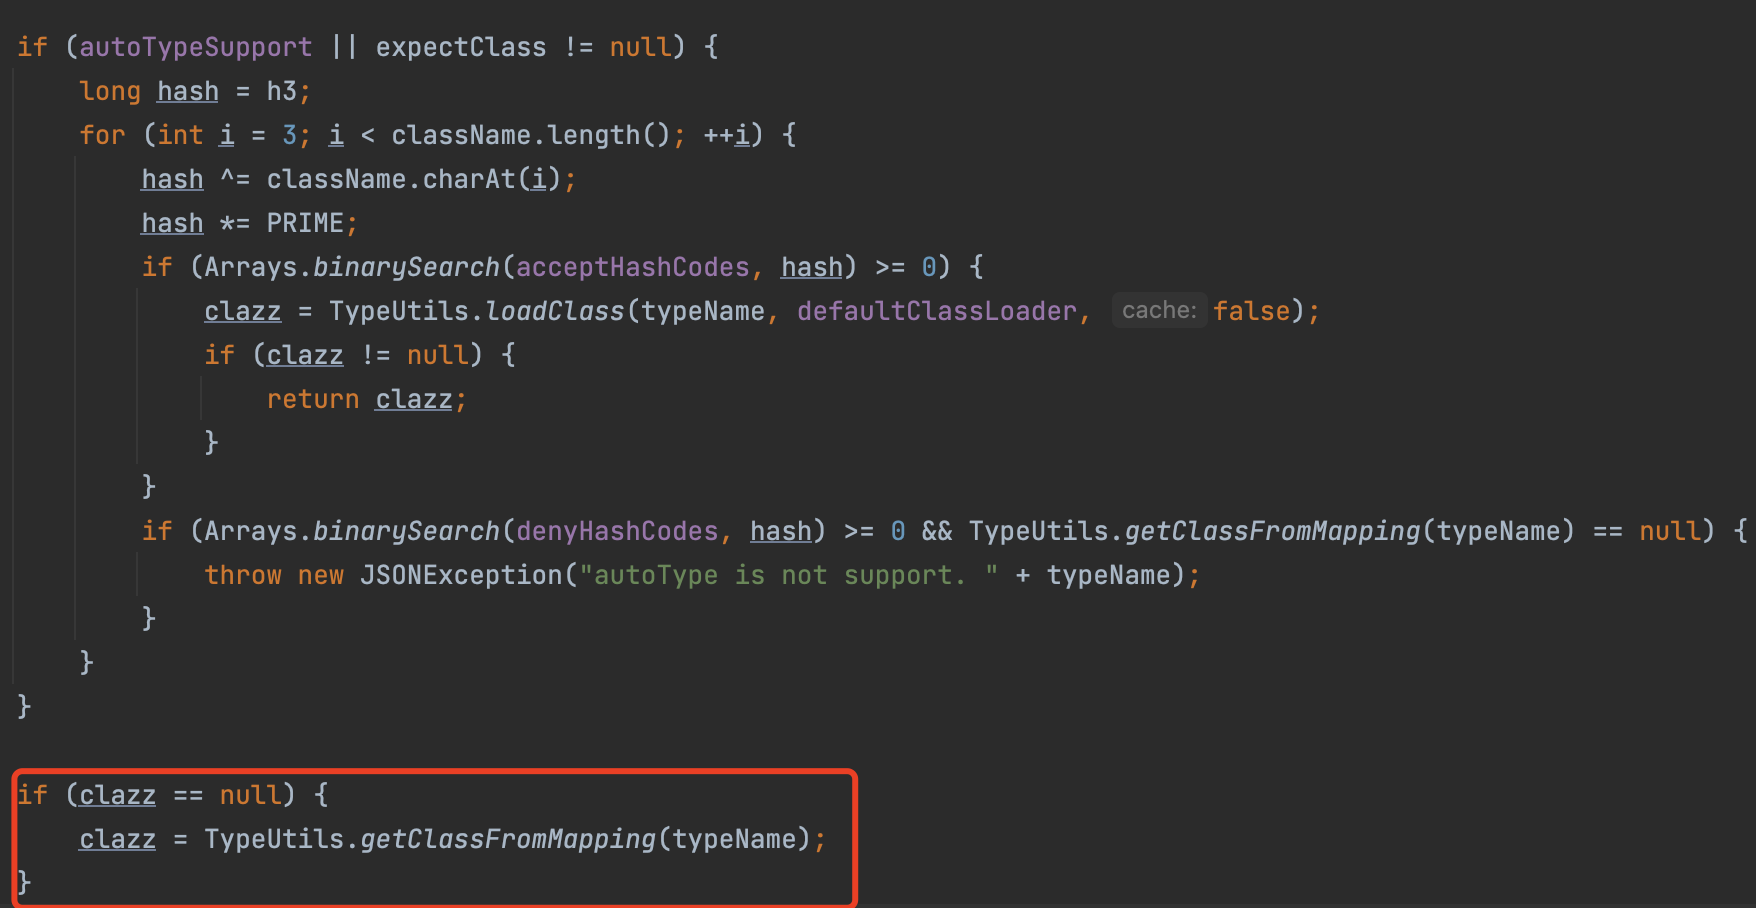 if (autoTypeSupport || expectClass != null) {
    long hash = h3;
    for (int i = 3; i < className.length(); ++i) {
        hash ^= className.charAt(i);
        hash *= PRIME;
        if (Arrays.binarySearch(acceptHashCodes, hash) >= 0) {
            clazz = TypeUtils.loadClass(typeName, defaultClassLoader, cache: false);
            if (clazz != null) {
                return clazz;
            }
        }
        if (Arrays.binarySearch(denyHashCodes, hash) >= 0 && TypeUtils.getClassFromMapping(typeName) == null) {
            throw new JSONException("autoType is not support. " + typeName);
        }
    }
}
if (clazz == null) {
    clazz = TypeUtils.getClassFromMapping(typeName);
}